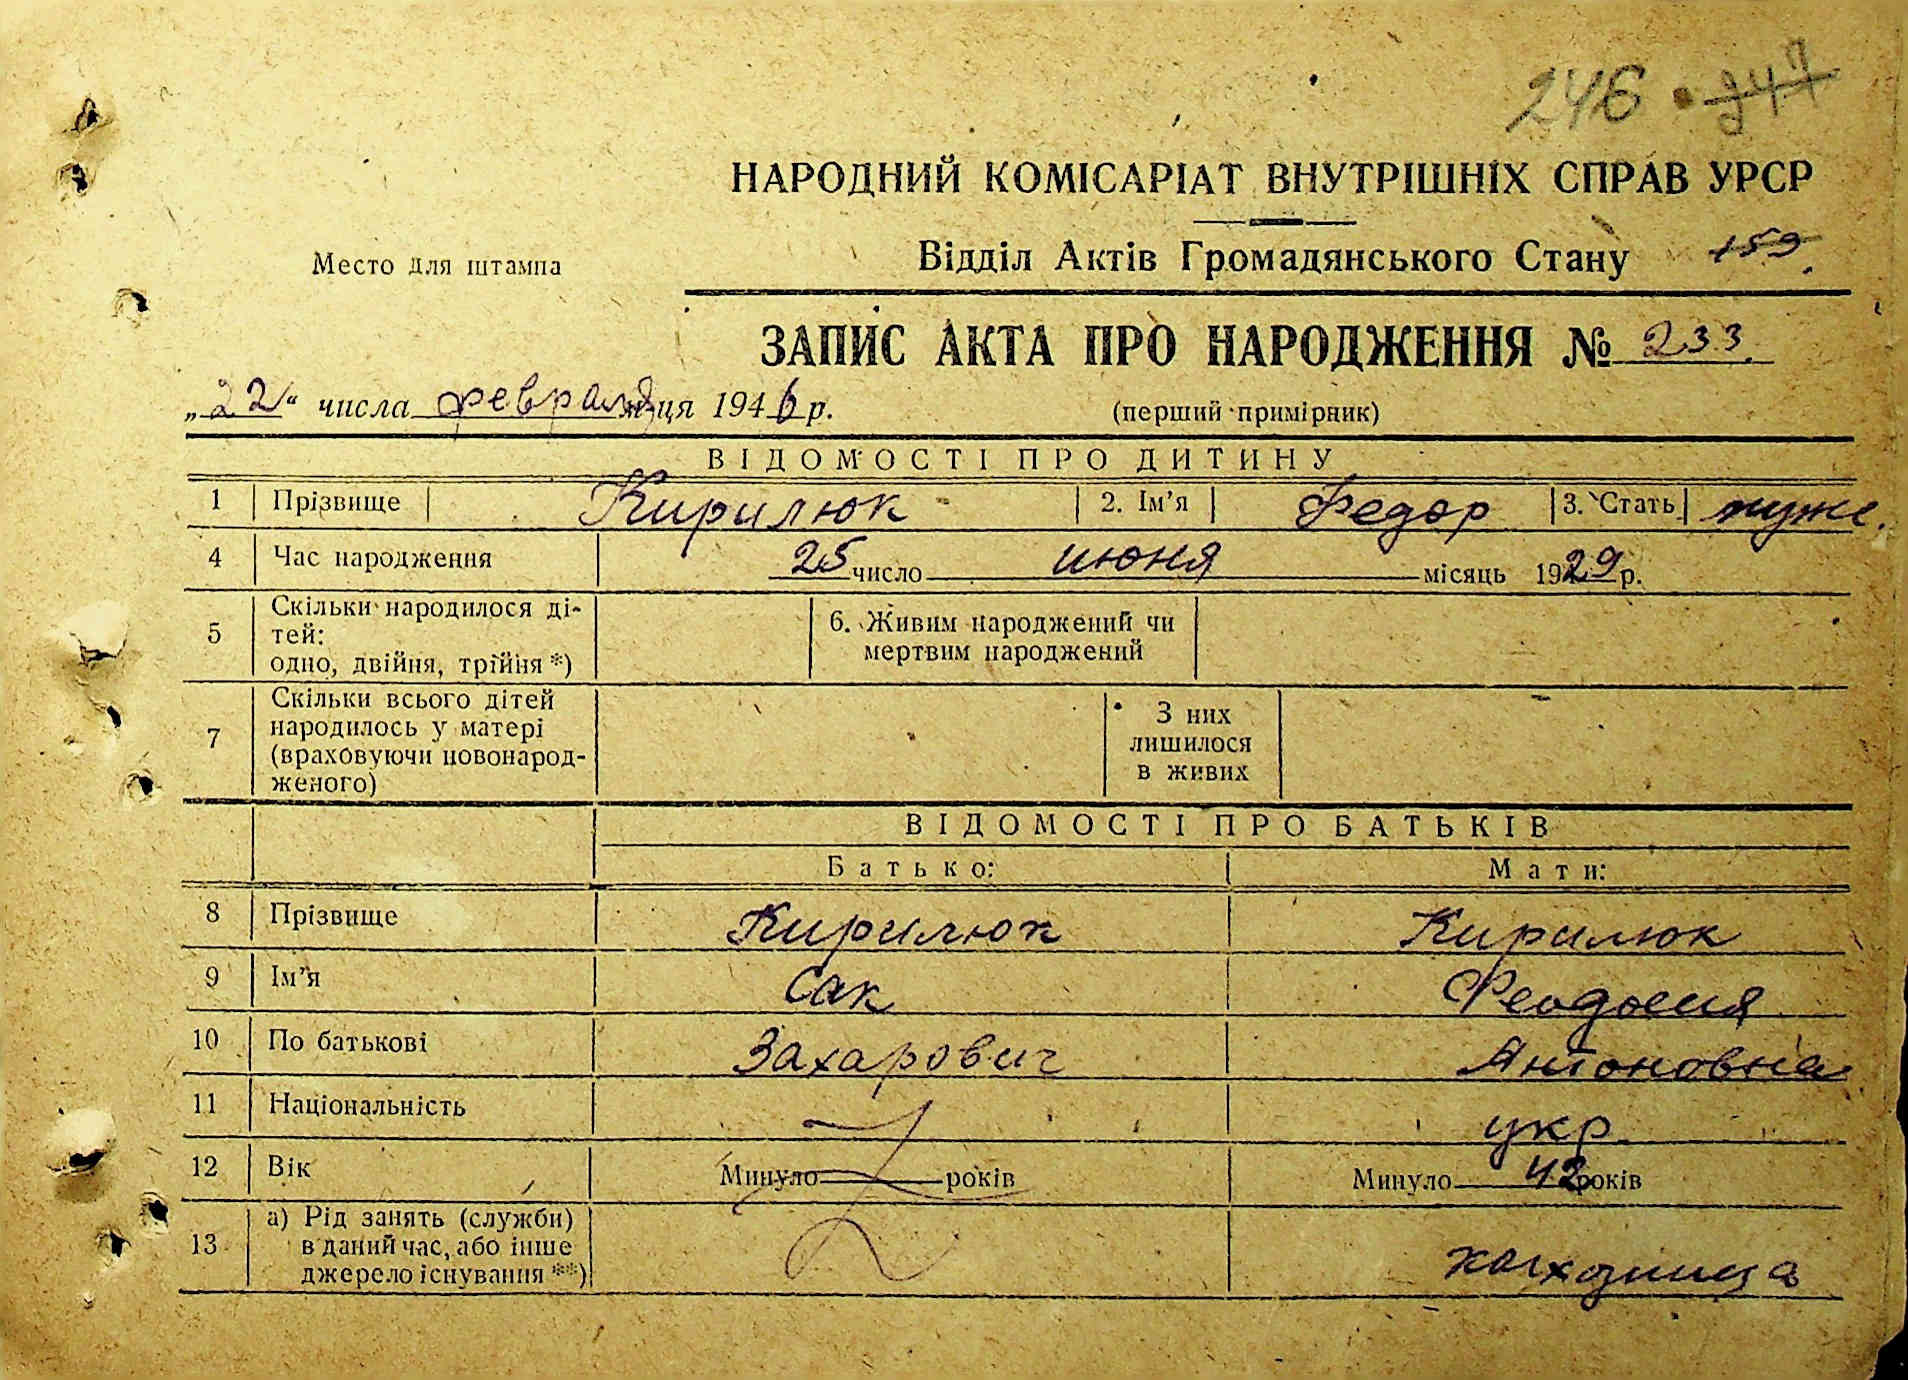 246 · 247
НАРОДНИЙ КОМІСАРІАТ ВНУТРІШНІХ СПРАВ УРСР
Место для штампа
Відділ Актів Громадянського Стану 159
ЗАПИС АКТА ПРО НАРОДЖЕННЯ № 233.
„22“ числа февраля м-ця 1946 р. (перший примірник)
ВІДОМОСТІ ПРО ДИТИНУ
1 Прізвище Кирилюк 2. Ім’я Федор 3. Стать муже.
4 Час народження 25 число июня місяць 1929 р.
5 Скільки народилося ді-
тей:
одно, двійня, трійня *)
6. Живим народжений чи
мертвим народжений
7 Скільки всього дітей
народилось у матері
(враховуючи новонарод-
женого)
З них
лишилося
в живих
ВІДОМОСТІ ПРО БАТЬКІВ
Батько: Мати:
8 Прізвище Кирилюк Кирилюк
9 Ім’я Сак Феодосия
10 По батькові Захарович Антоновна
11 Національність укр
12 Вік Минуло років Минуло 42 років
13 а) Рід занять (служби)
в даний час, або інше
джерело існування **)
колхозница